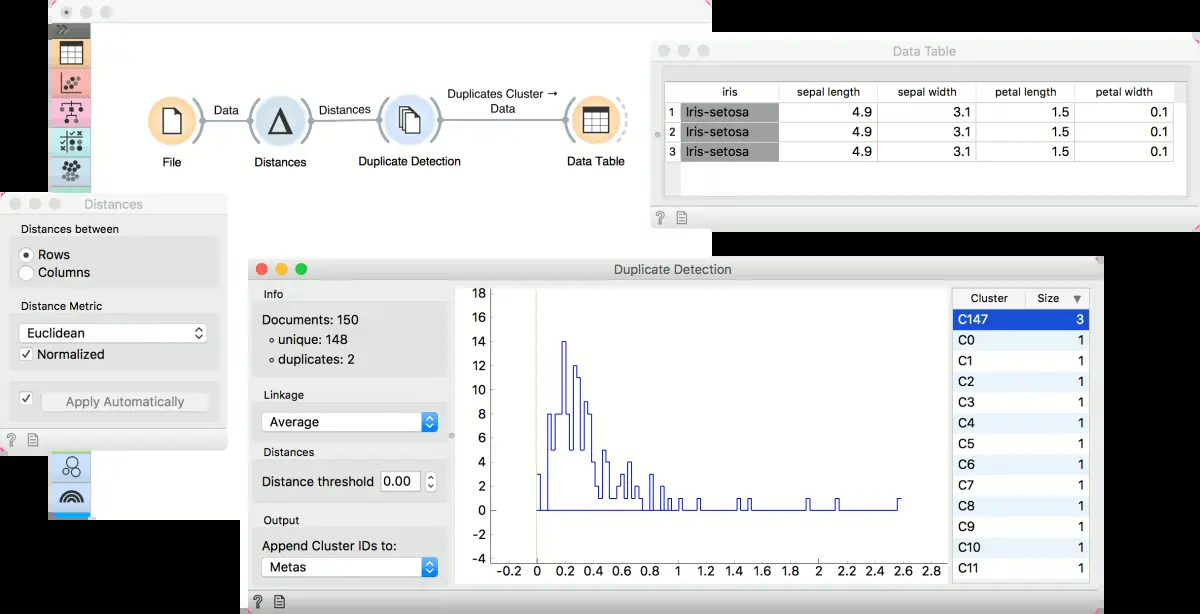 Data
Distances
Duplicates Cluster →
Data
File
Distances
Duplicate Detection
Data Table
Data Table
iris sepal length sepal width petal length petal width
1 Iris-setosa 4.9 3.1 1.5 0.1
2 Iris-setosa 4.9 3.1 1.5 0.1
3 Iris-setosa 4.9 3.1 1.5 0.1
?
Distances
Distances between
Rows
Columns
Distance Metric
Euclidean
Normalized
Apply Automatically
?
Duplicate Detection
Info
Documents: 150
∘ unique: 148
∘ duplicates: 2
Linkage
Average
Distances
Distance threshold 0.00
Output
Append Cluster IDs to:
Metas
?
18
16
14
12
10
8
6
4
2
0
-2
-4
-0.2 0 0.2 0.4 0.6 0.8 1 1.2 1.4 1.6 1.8 2 2.2 2.4 2.6 2.8
Cluster Size ▼
C147 3
C0 1
C1 1
C2 1
C3 1
C4 1
C5 1
C6 1
C7 1
C8 1
C9 1
C10 1
C11 1